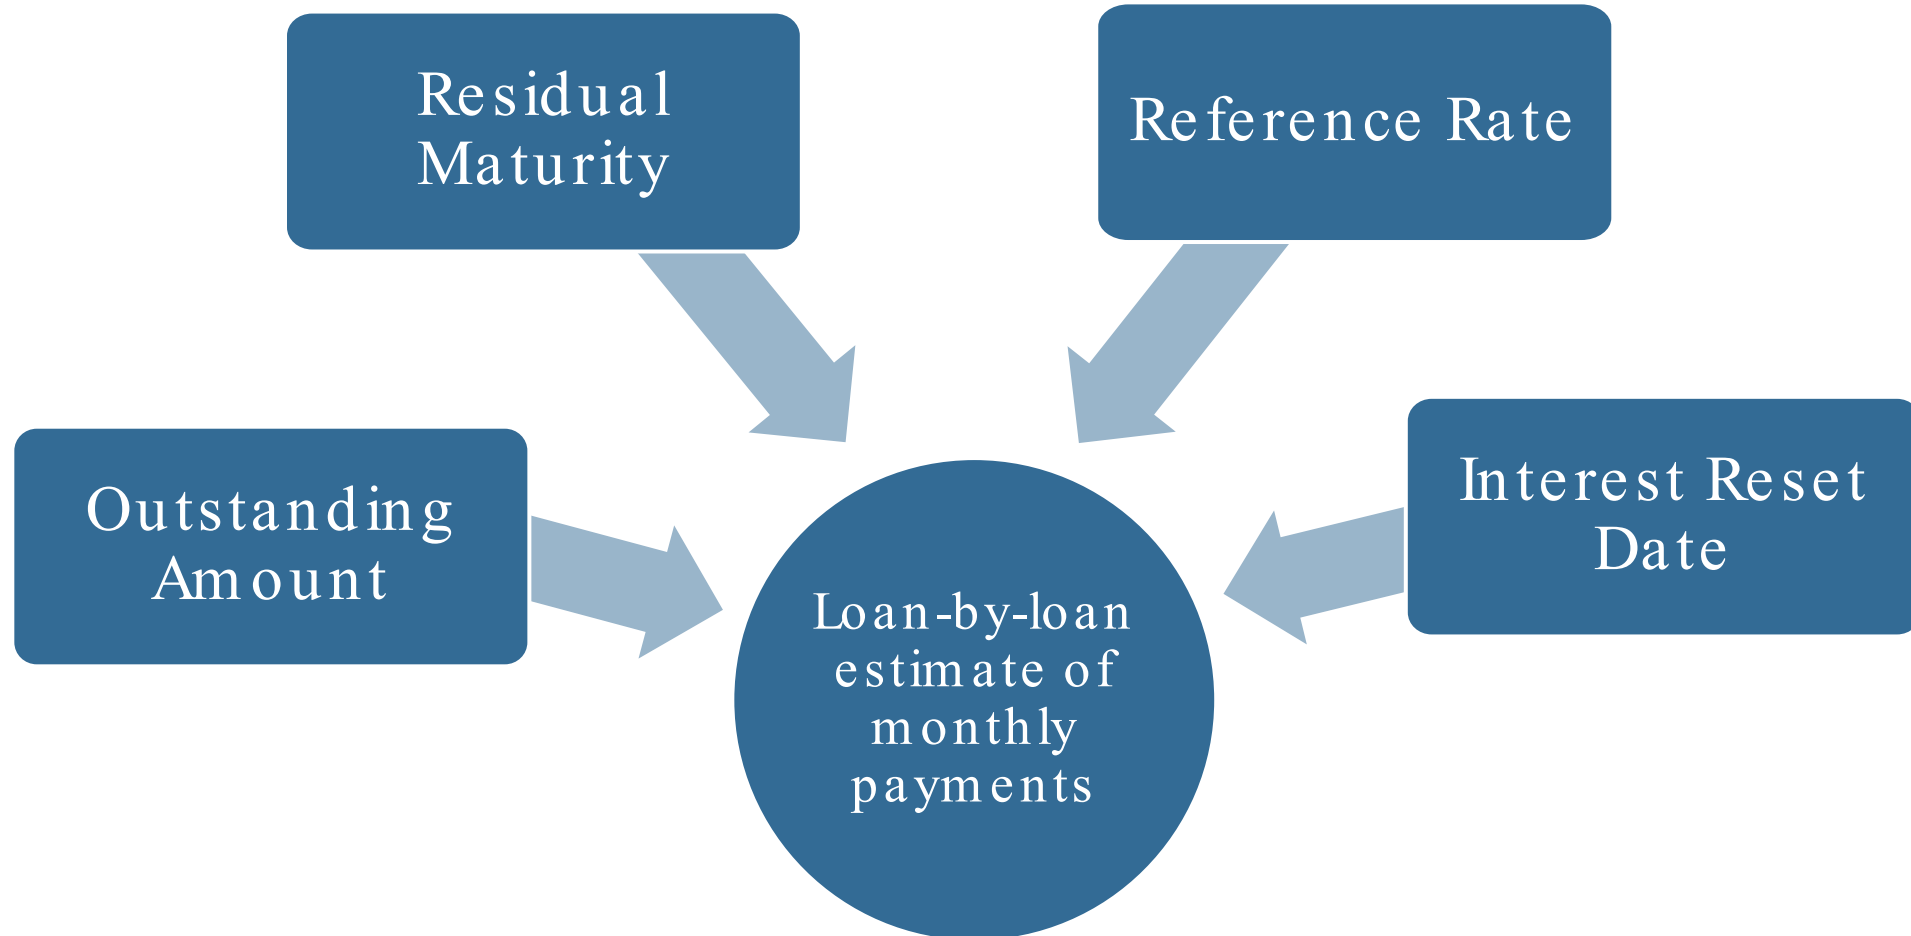 Residual
Maturity
Reference Rate
Outstanding
Amount
Interest Reset
Date
Loan-by-loan
estimate of
monthly
payments